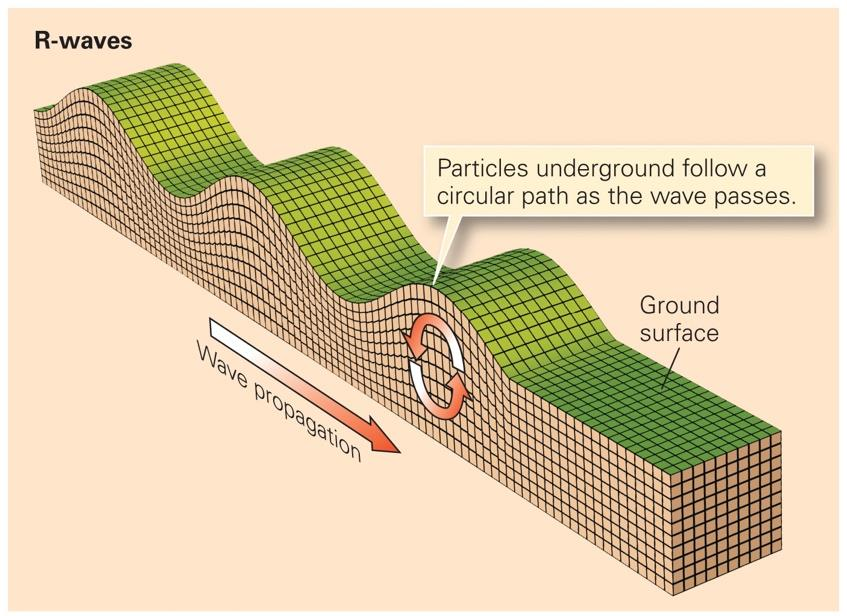 R-waves
Particles underground follow a
circular path as the wave passes.
Ground
surface
Wave propagation